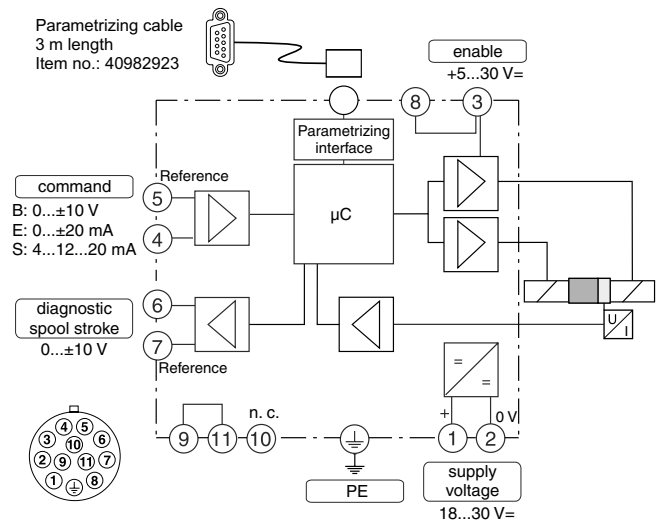 Parametrizing cable
3 m length
Item no.: 40982923
enable
+5...30 V=
8
3
Parametrizing
interface
command
B: 0...±10 V
E: 0...±20 mA
S: 4...12...20 mA
Reference
5
4
µC
diagnostic
spool stroke
0...±10 V
6
7
Reference
U
I
=
=
+
0 V
n. c.
9
11
10
1
2
PE
supply
voltage
18...30 V=
4
5
3
10
6
2
9
11
7
1
8